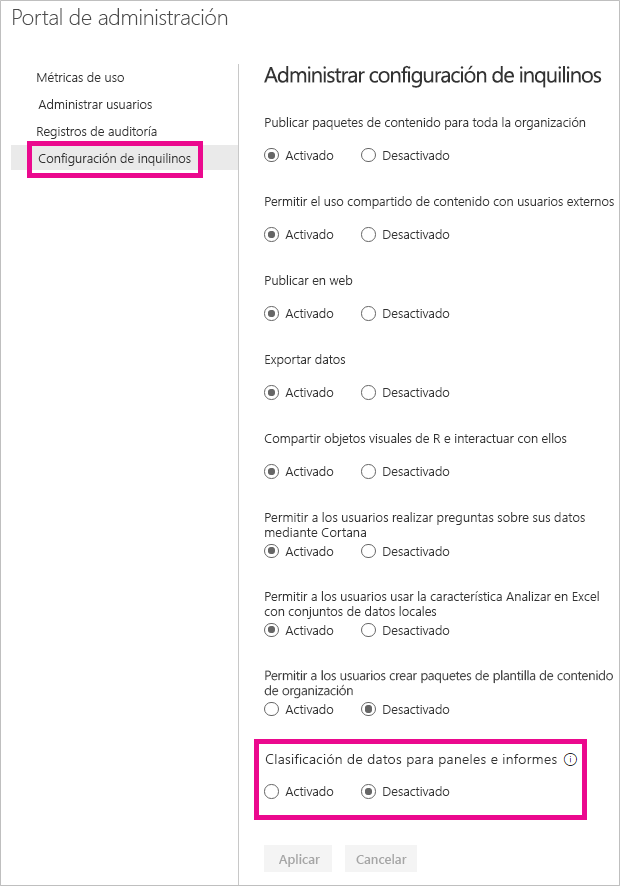 Portal de administración
Métricas de uso
Administrar usuarios
Registros de auditoría
Configuración de inquilinos
Administrar configuración de inquilinos
Publicar paquetes de contenido para toda la organización
Activado Desactivado
Permitir el uso compartido de contenido con usuarios externos
Activado Desactivado
Publicar en web
Activado Desactivado
Exportar datos
Activado Desactivado
Compartir objetos visuales de R e interactuar con ellos
Activado Desactivado
Permitir a los usuarios realizar preguntas sobre sus datos
mediante Cortana
Activado Desactivado
Permitir a los usuarios usar la característica Analizar en Excel
con conjuntos de datos locales
Activado Desactivado
Permitir a los usuarios crear paquetes de plantilla de contenido
de organización
Activado Desactivado
Clasificación de datos para paneles e informes
Activado Desactivado
Aplicar Cancelar